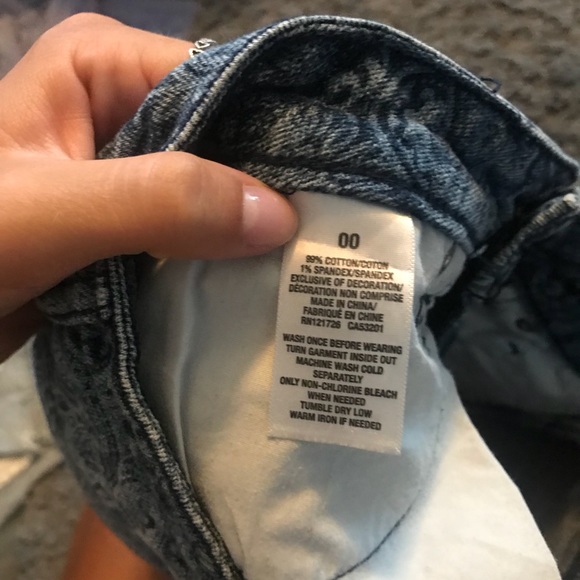 00
99% COTTON/COTON
1% SPANDEX/SPANDEX
EXCLUSIVE OF DECORATION/
DÉCORATION NON COMPRISE
MADE IN CHINA/
FABRIQUÉ EN CHINE
RN121726 CA53201
WASH ONCE BEFORE WEARING
TURN GARMENT INSIDE OUT
MACHINE WASH COLD
SEPARATELY
ONLY NON-CHLORINE BLEACH
WHEN NEEDED
TUMBLE DRY LOW
WARM IRON IF NEEDED